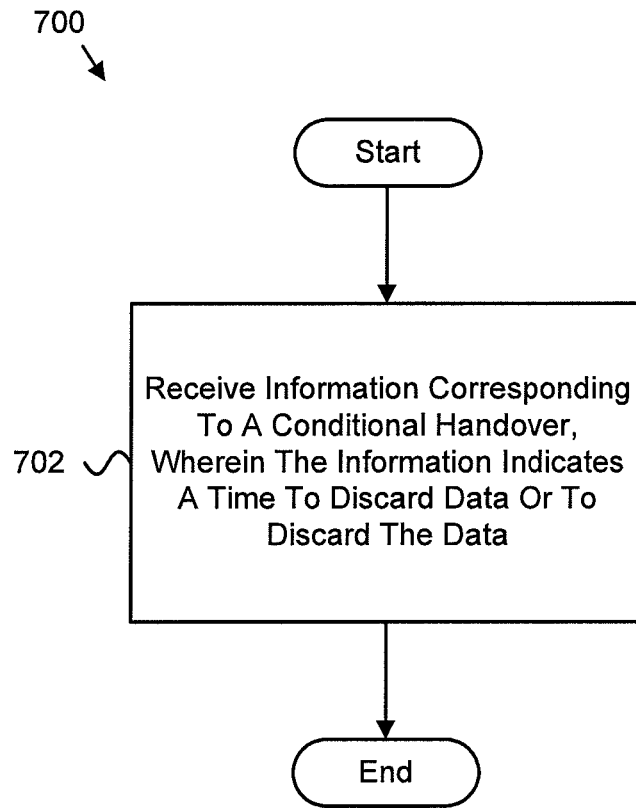 700
Start
Receive Information Corresponding
To A Conditional Handover,
Wherein The Information Indicates
A Time To Discard Data Or To
Discard The Data
702
End